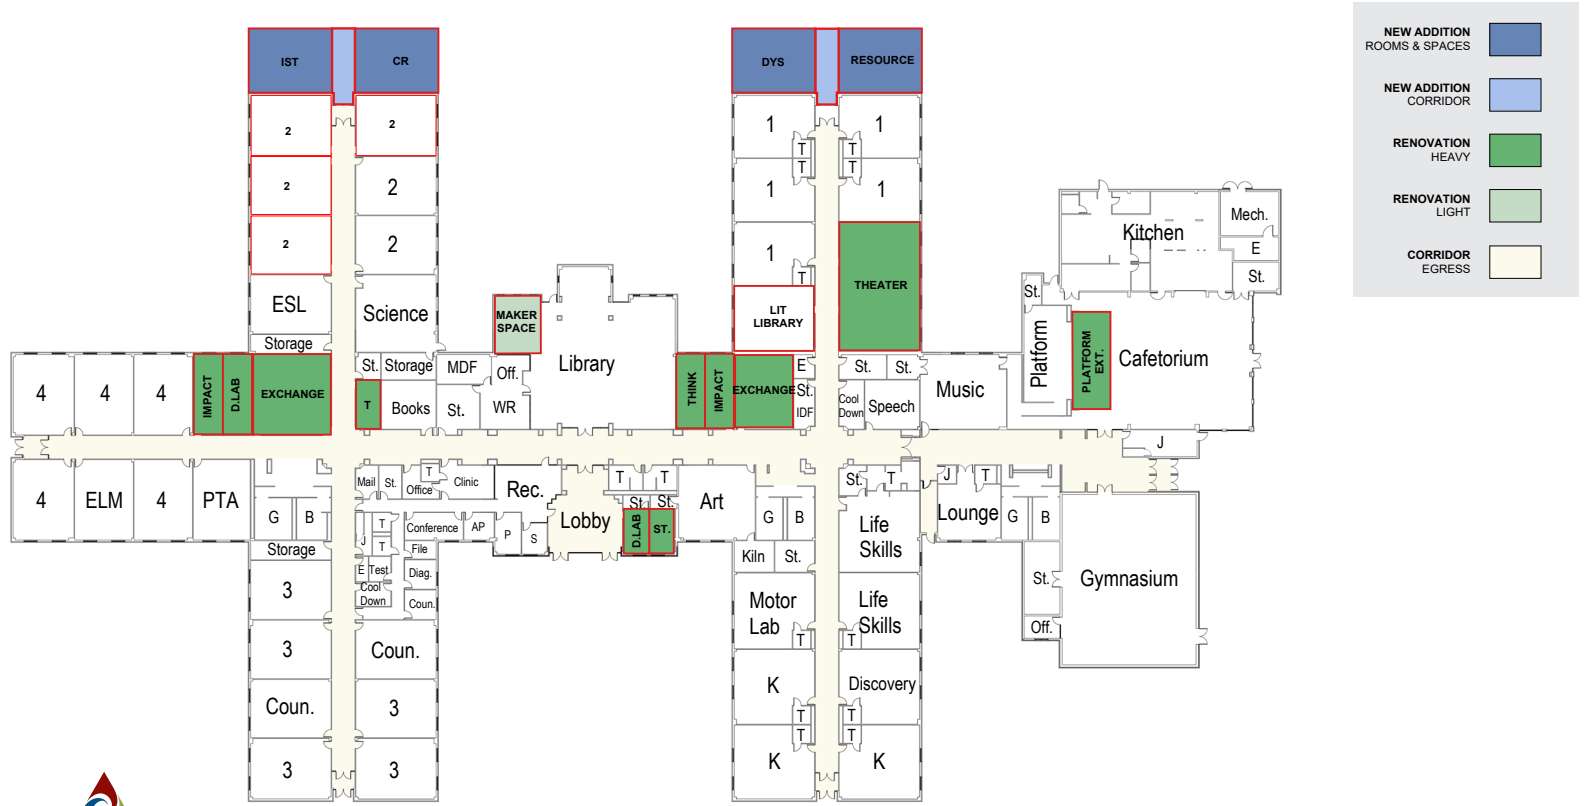 NEW ADDITION
ROOMS & SPACES
NEW ADDITION
CORRIDOR
RENOVATION
HEAVY
RENOVATION
LIGHT
CORRIDOR
EGRESS
IST
CR
DYS
RESOURCE
2
2
1
1
T
T
T
T
2
2
1
1
2
2
1
T
THEATER
ESL
Science
MAKER
SPACE
LIT
LIBRARY
Storage
Library
Kitchen
Mech.
E
St.
St.
Platform
PLATFORM
EXT.
Cafetorium
4
4
4
IMPACT
D.LAB
EXCHANGE
St.
Storage
MDF
Off.
T
Books
St.
WR
THINK
IMPACT
EXCHANGE
E
St.
IDF
St.
St.
Cool
Down
Speech
Music
J
4
ELM
4
PTA
G
B
Storage
Mail
St.
Office
T
Clinic
Rec.
Lobby
T
T
St.
St.
D.LAB
ST.
Art
G
B
Kiln
St.
St.
T
J
T
Lounge
G
B
Life
Skills
J
T
T
Conference
AP
P
S
File
E
Test
Cool
Down
Diag.
Coun.
St.
Gymnasium
Off.
3
Motor
Lab
T
Life
Skills
T
3
Coun.
K
T
T
Discovery
T
T
Coun.
3
3
3
K
K